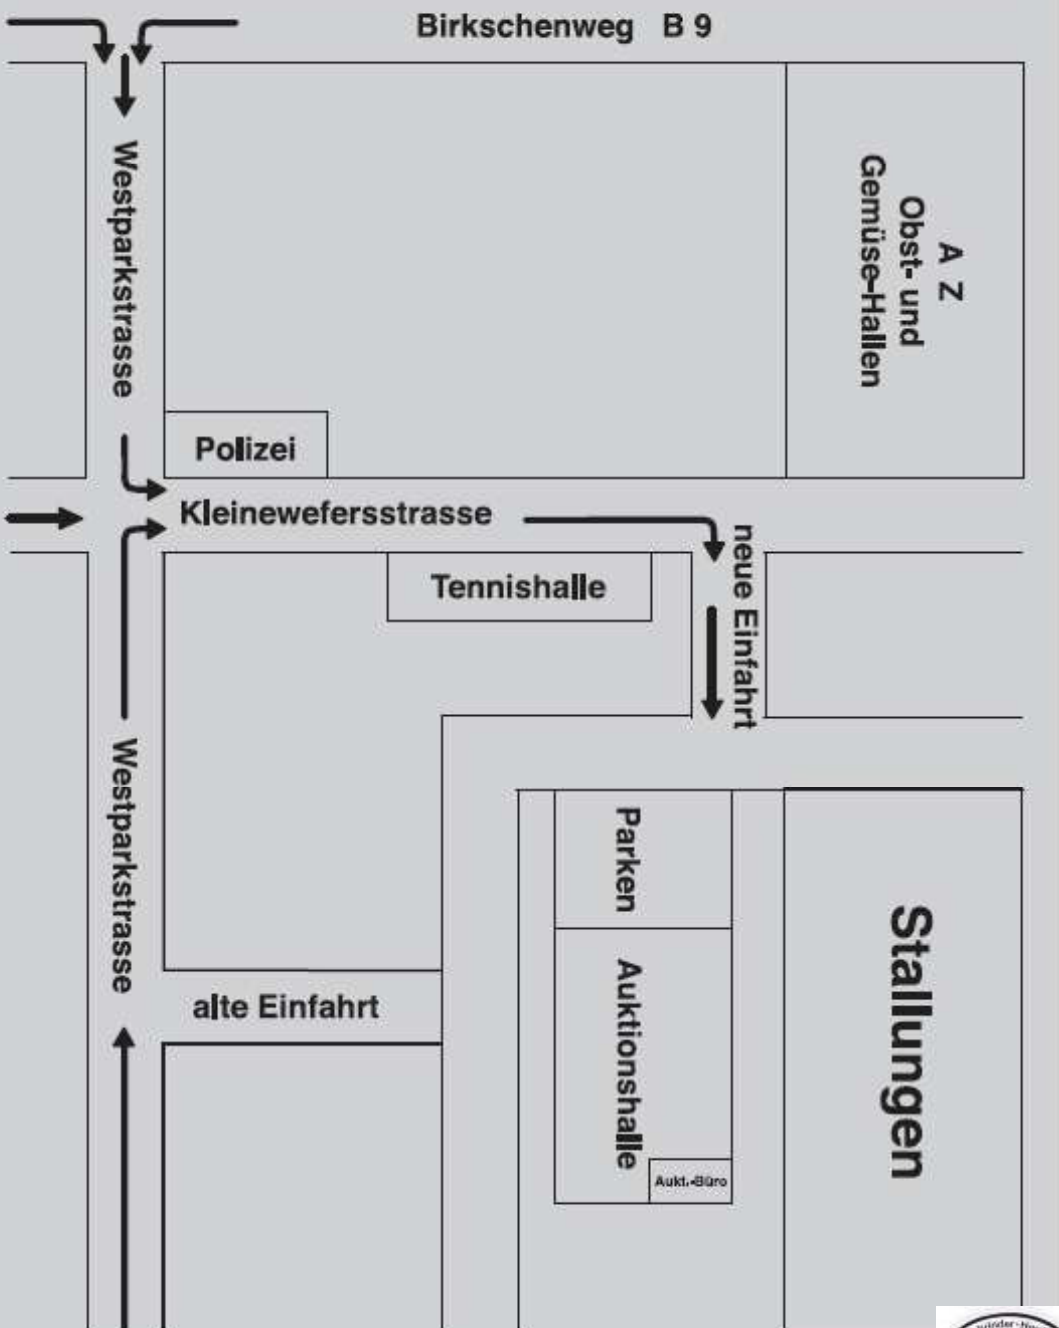 Birkschenweg B 9
Westparkstrasse
A Z
Obst- und
Gemüse-Hallen
Polizei
Kleinewefersstrasse
neue Einfahrt
Tennishalle
Westparkstrasse
Parken
Stallungen
Auktionshalle
alte Einfahrt
Aukt.-Büro